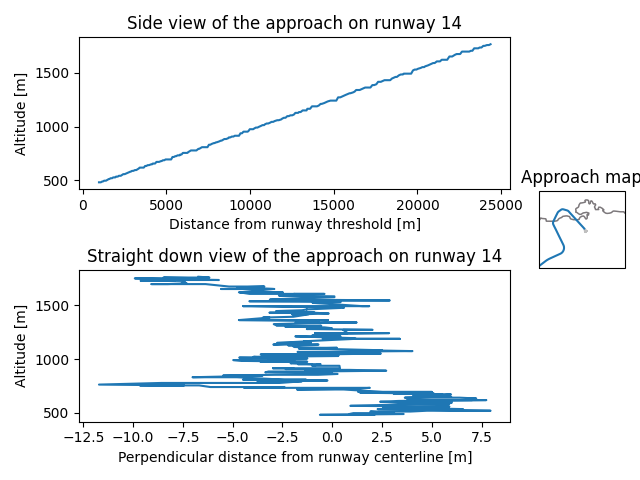 Side view of the approach on runway 14
1500
1000
500
Altitude [m]
0 5000 10000 15000 20000 25000
Distance from runway threshold [m]
Approach map
Straight down view of the approach on runway 14
1500
1000
500
Altitude [m]
−12.5 −10.0 −7.5 −5.0 −2.5 0.0 2.5 5.0 7.5
Perpendicular distance from runway centerline [m]